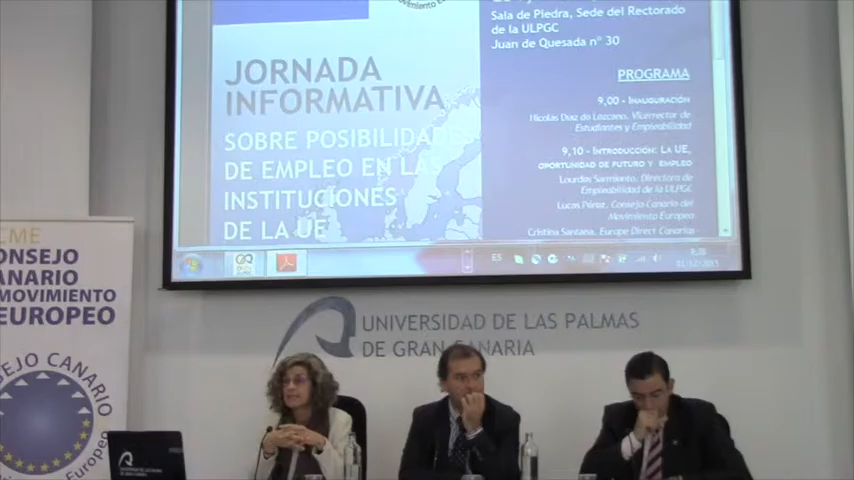 Sala de Piedra, Sede del Rectorado
de la ULPGC
Juan de Quesada nº 30
JORNADA
INFORMATIVA
SOBRE POSIBILIDADES
DE EMPLEO EN LAS
INSTITUCIONES
DE LA UE
PROGRAMA
9,00 - Inauguración
Nicolás Díaz de Lezcano. Vicerrector de
Estudiantes y Empleabilidad
9,10 - Introducción: La UE,
oportunidad de futuro y empleo
Lourdes Sarmiento. Directora
de Empleabilidad de la ULPGC
Lucas Pérez. Consejo Canario del
Movimiento Europeo
Cristina Santana. Europe Direct Canarias
ES
CME
ONSEJO
ANARIO
MOVIMIENTO
EUROPEO
CONSEJO CANARIO
Europeo
UNIVERSIDAD DE LAS PALMAS
DE GRAN CANARIA